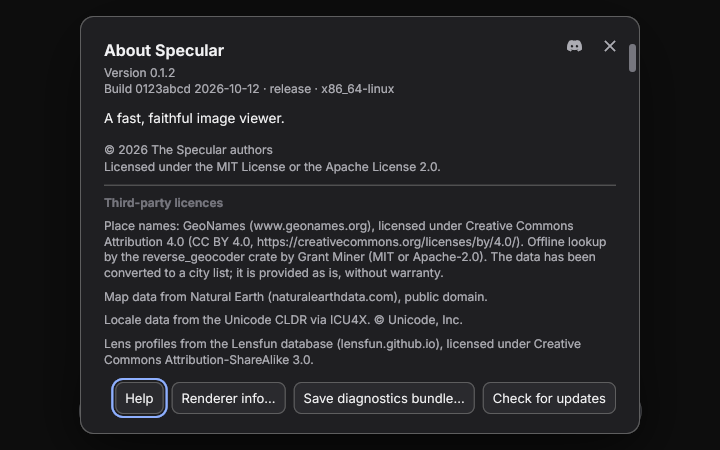 About Specular
Version 0.1.2
Build 0123abcd 2026-10-12 · release · x86_64-linux
A fast, faithful image viewer.
© 2026 The Specular authors
Licensed under the MIT License or the Apache License 2.0.
Third-party licences
Place names: GeoNames (www.geonames.org), licensed under Creative Commons
Attribution 4.0 (CC BY 4.0, https://creativecommons.org/licenses/by/4.0/). Offline lookup
by the reverse_geocoder crate by Grant Miner (MIT or Apache-2.0). The data has been
converted to a city list; it is provided as is, without warranty.
Map data from Natural Earth (naturalearthdata.com), public domain.
Locale data from the Unicode CLDR via ICU4X. © Unicode, Inc.
Lens profiles from the Lensfun database (lensfun.github.io), licensed under Creative
Commons Attribution-ShareAlike 3.0.
Help
Renderer info...
Save diagnostics bundle...
Check for updates